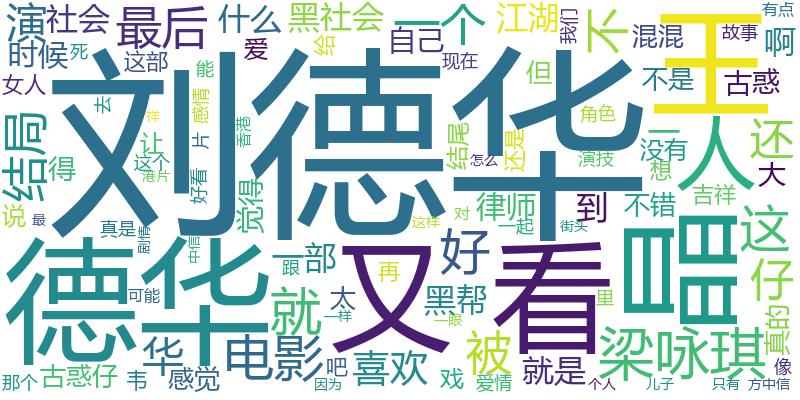 演 社会 最后 什么 黑社会 一个 江湖 我们 不 混混 王 有点 故事 啊
时候 死 这部 爱 给 自己 现在 但
女人 去 能 感情 不是 古惑
结局 刘德华 人 还
祥 片 香港 结尾 还是 角色 一 没有
得 让 这个 港片 好看 觉得 怎么 演技 想 大
说 最 真是 剧情 中信 对 这样 律师 一起 街头 到 不错 吉祥
德华 又 看 晶晶 这 仔
一部 好 跟 再 里 真的
就 太 一样 黑帮 一眼 被 梁咏琪
华 电影 吧 喜欢 戏 就是 像
可能 那个 古惑仔 韦 感觉 因为 爱情 个人 儿子 只有 方中信